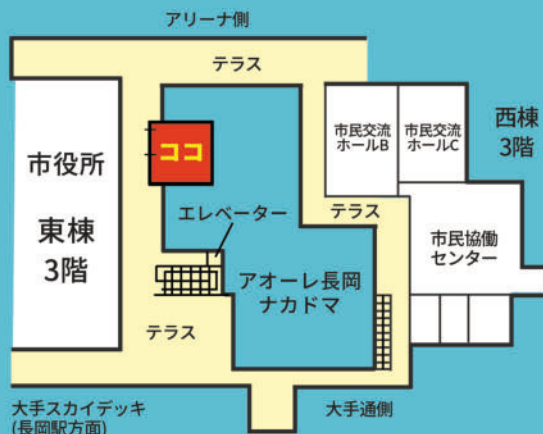 アリーナ側
テラス
市民交流
ホールB
市民交流
ホールC
西棟
3階
ココ
市役所
東棟
3階
エレベーター
テラス
市民協働
センター
アオーレ長岡
ナカドマ
テラス
大手スカイデッキ
(長岡駅方面)
大手通側